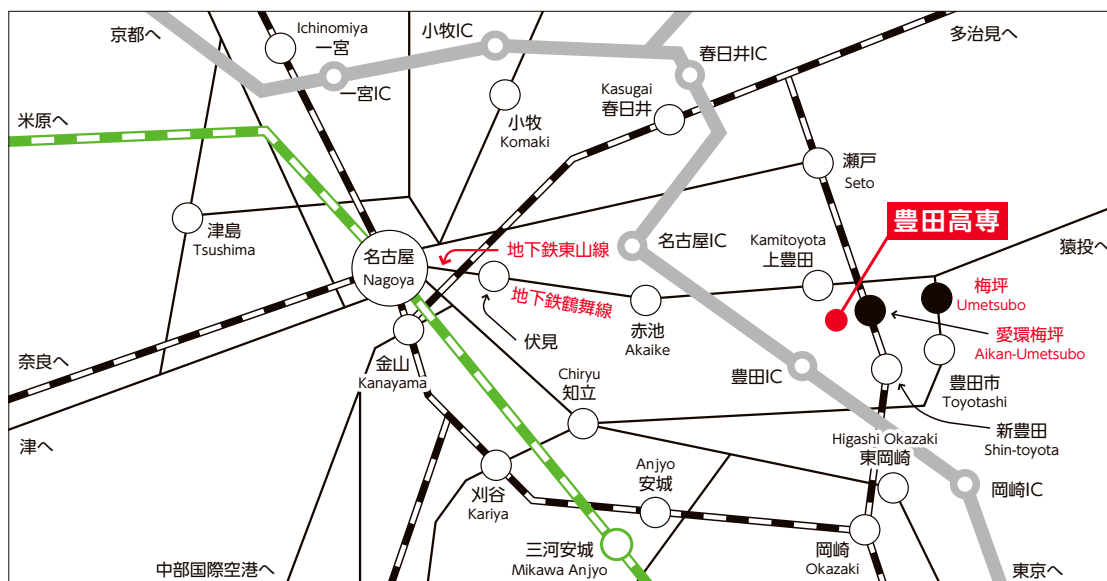 京都へ
Ichinomiya
一宮
小牧IC
春日井IC
多治見へ
一宮IC
Kasugai
春日井
米原へ
小牧
Komaki
瀬戸
Seto
豊田高専
津島
Tsushima
名古屋
Nagoya
地下鉄東山線
名古屋IC
Kamitoyota
上豊田
猿投へ
地下鉄鶴舞線
梅坪
Umetsubo
伏見
赤池
Akaike
愛環梅坪
Aikan-Umetsubo
奈良へ
金山
Kanayama
Chiryu
知立
豊田IC
豊田市
Toyotashi
津へ
Higashi Okazaki
東岡崎
新豊田
Shin-toyota
刈谷
Kariya
Anjyo
安城
岡崎IC
三河安城
Mikawa Anjyo
岡崎
Okazaki
中部国際空港へ
東京へ